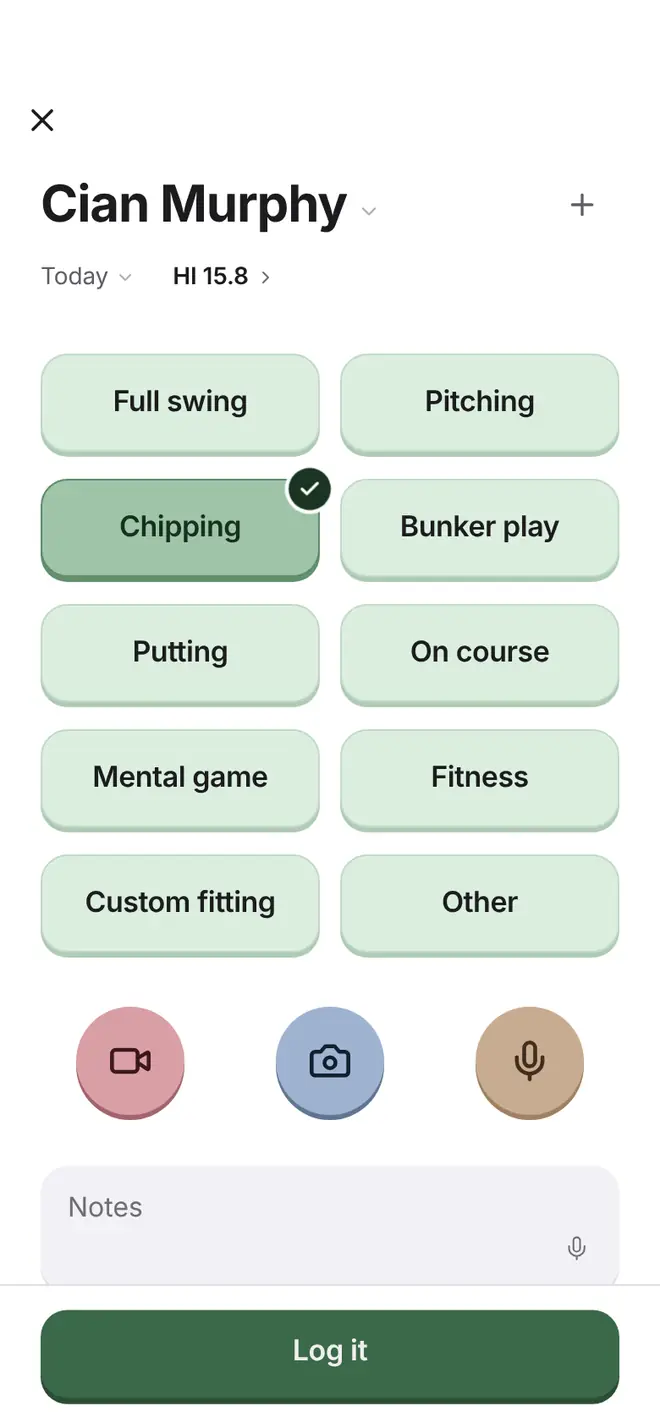 Cian Murphy
Today HI 15.8
Full swing
Pitching
Chipping
Bunker play
Putting
On course
Mental game
Fitness
Custom fitting
Other
Notes
Log it